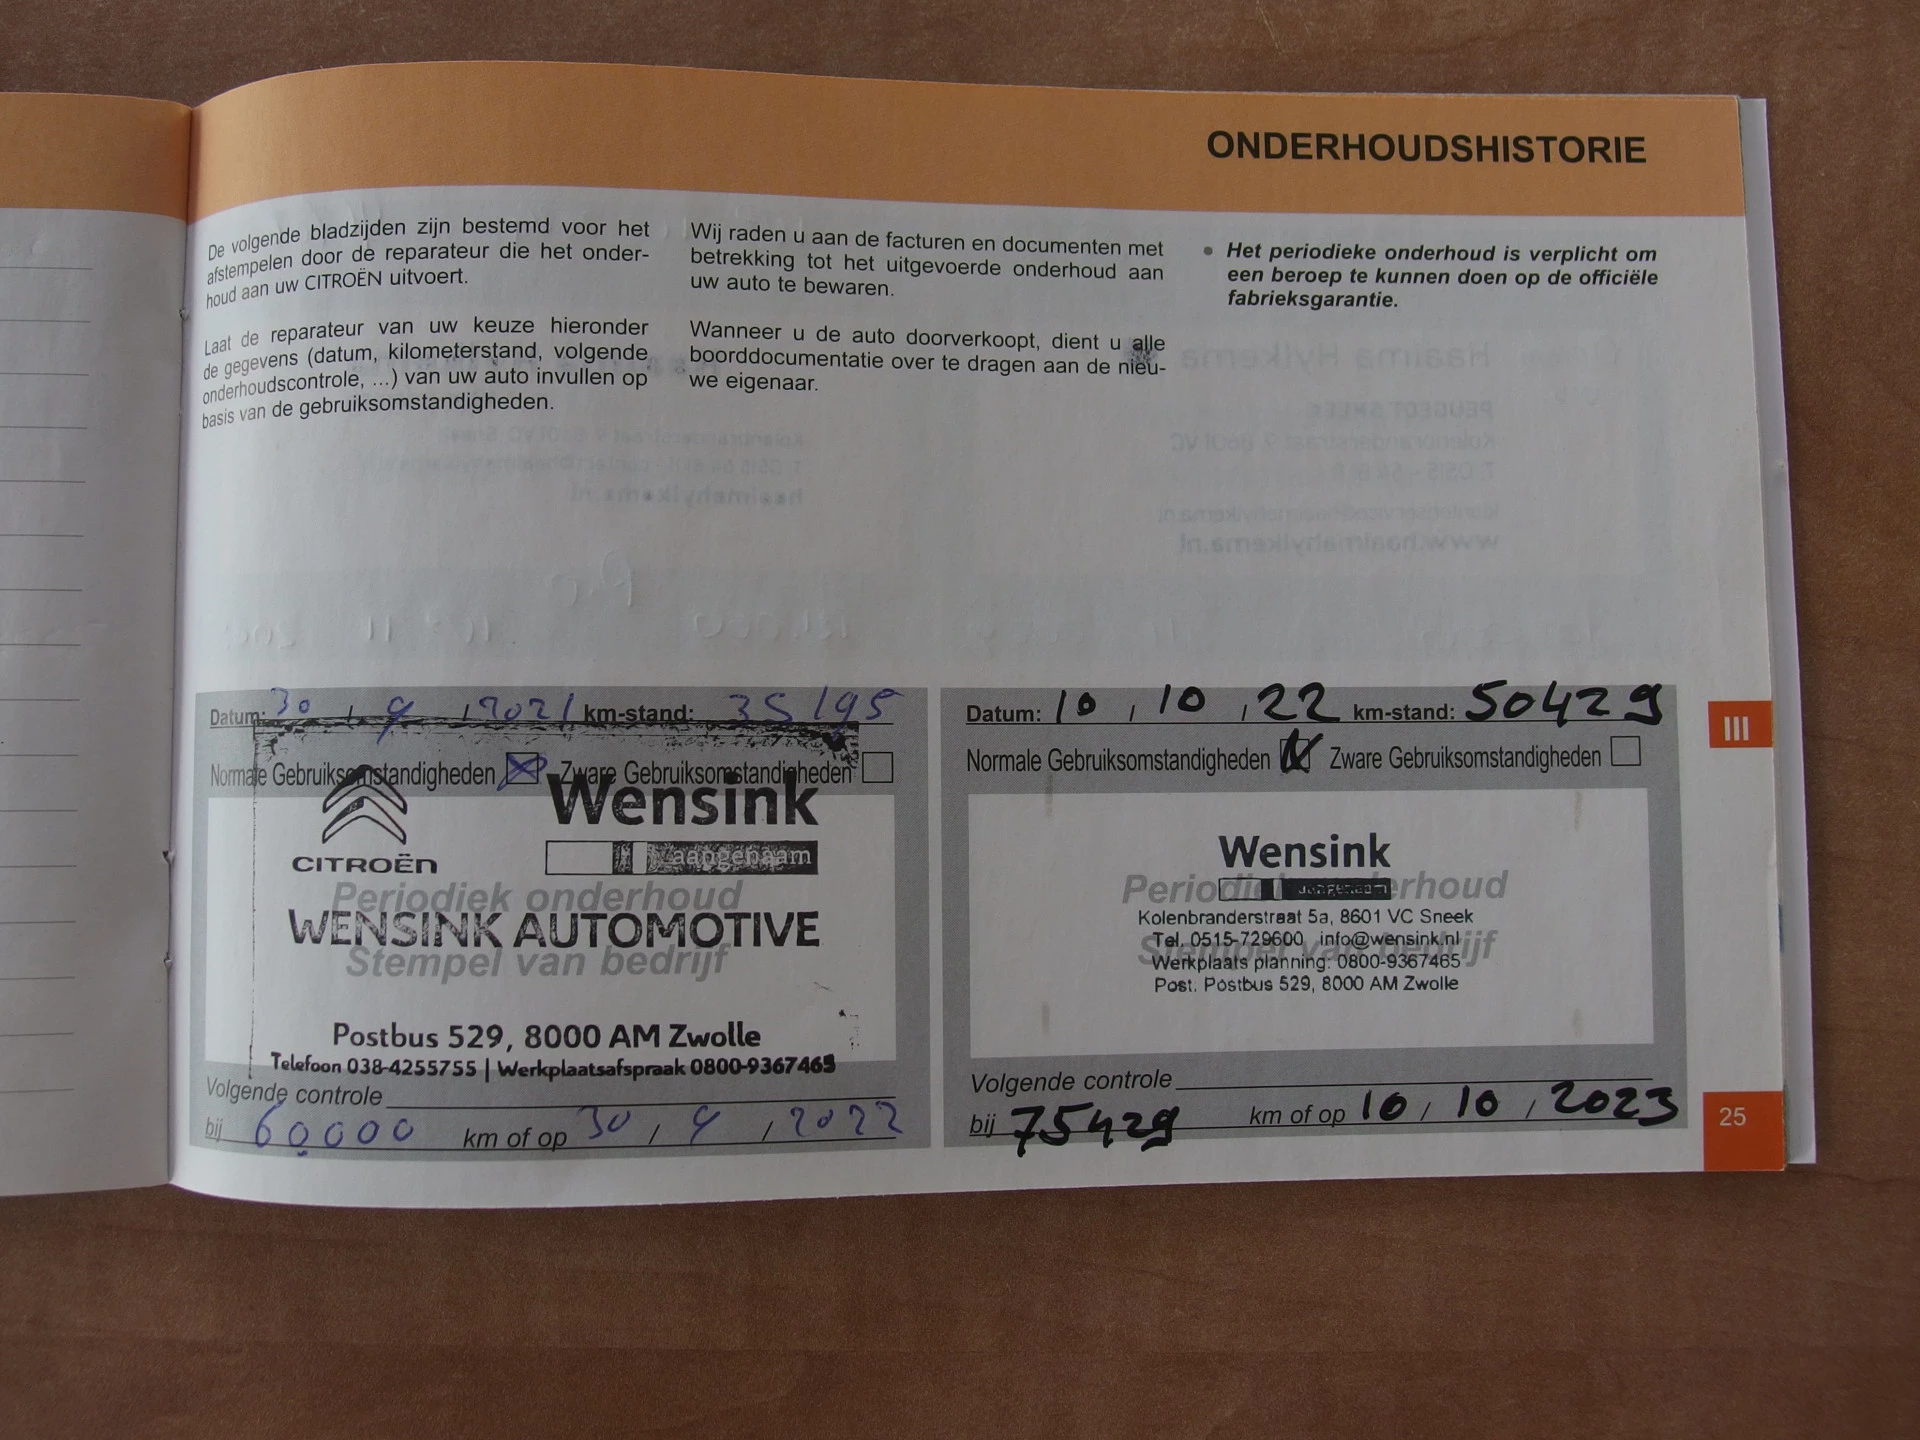 ONDERHOUDSHISTORIE
De volgende bladzijden zijn bestemd voor het
afstempelen door de reparateur die het onder-
houd aan uw CITROËN uitvoert.
Laat de reparateur van uw keuze hieronder
de gegevens (datum, kilometerstand, volgende
onderhoudscontrole, ...) van uw auto invullen op
basis van de gebruiksomstandigheden.
Wij raden u aan de facturen en documenten met
betrekking tot het uitgevoerde onderhoud aan
uw auto te bewaren.
Wanneer u de auto doorverkoopt, dient u alle
boorddocumentatie over te dragen aan de nieu-
we eigenaar.
• Het periodieke onderhoud is verplicht om
een beroep te kunnen doen op de officiële
fabrieksgarantie.
Datum: 30 / 9 / 2021 km-stand: 35195
Normale Gebruiksomstandigheden Zware Gebruiksomstandigheden
Wensink
CITROËN aangenaam
Periodiek onderhoud
WENSINK AUTOMOTIVE
Stempel van bedrijf
Postbus 529, 8000 AM Zwolle
Telefoon 038-4255755 | Werkplaatsafspraak 0800-9367465
Volgende controle
bij 60000 km of op 30 / 9 / 2022
Datum: 10 / 10 / 22 km-stand: 50429
Normale Gebruiksomstandigheden Zware Gebruiksomstandigheden
Wensink
Periodiek onderhoud
aangenaam
Kolenbranderstraat 5a, 8601 VC Sneek
Tel. 0515-729600 info@wensink.nl
Stempel van bedrijf
Werkplaats planning: 0800-9367465
Post. Postbus 529, 8000 AM Zwolle
Volgende controle
bij 75429 km of op 10 / 10 / 2023
III
25